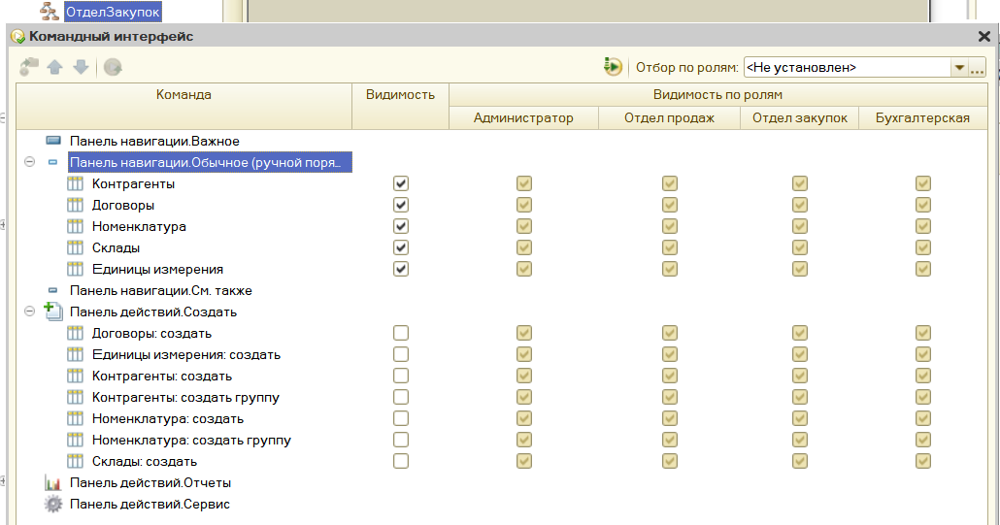 ОтделЗакупок
Командный интерфейс
Отбор по ролям: <Не установлен>
Команда Видимость Видимость по ролям
Администратор Отдел продаж Отдел закупок Бухгалтерская
Панель навигации.Важное
Панель навигации.Обычное (ручной поря...
Контрагенты
Договоры
Номенклатура
Склады
Единицы измерения
Панель навигации.См. также
Панель действий.Создать
Договоры: создать
Единицы измерения: создать
Контрагенты: создать
Контрагенты: создать группу
Номенклатура: создать
Номенклатура: создать группу
Склады: создать
Панель действий.Отчеты
Панель действий.Сервис